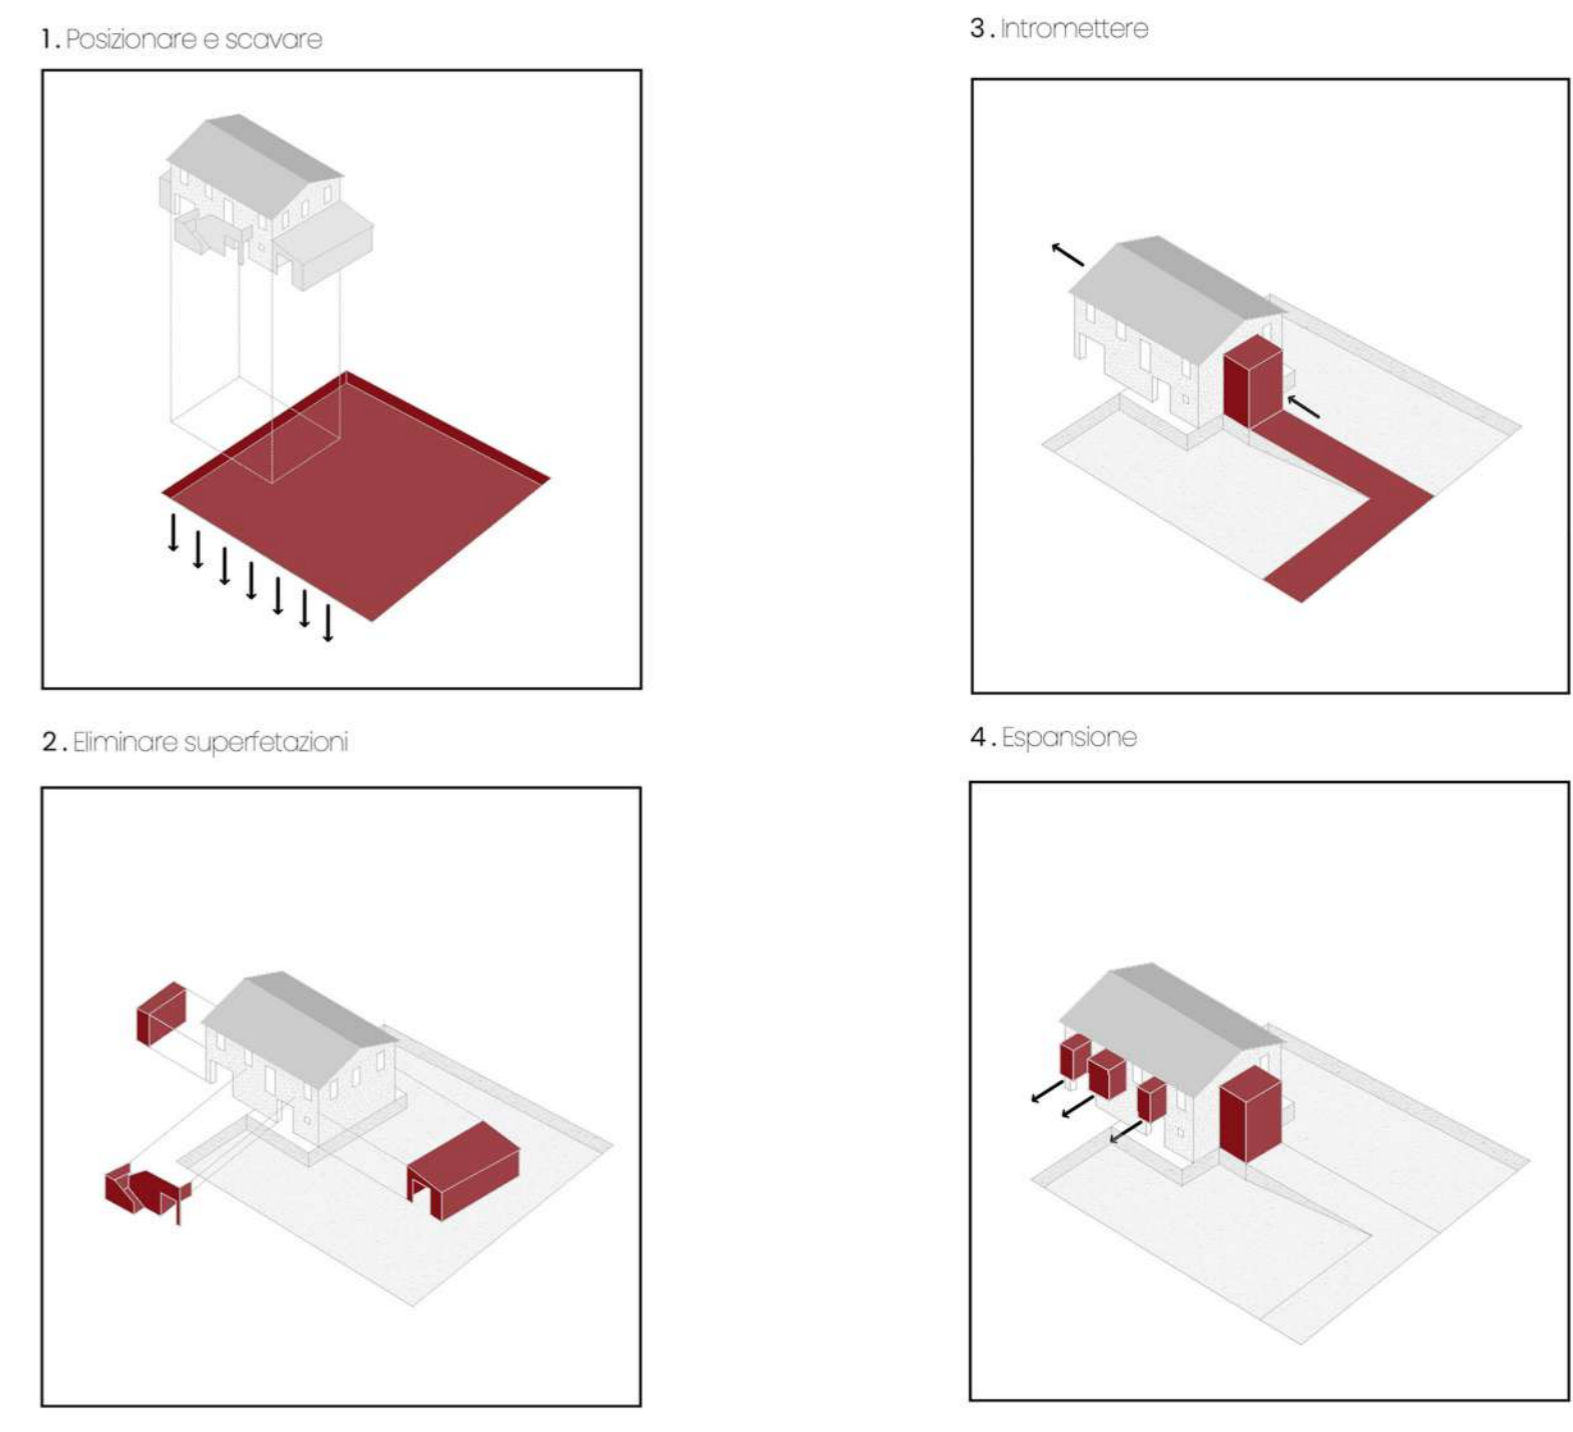 1. Posizionare e scavare
2. Eliminare superfetazioni
3. Intromettere
4. Espansione